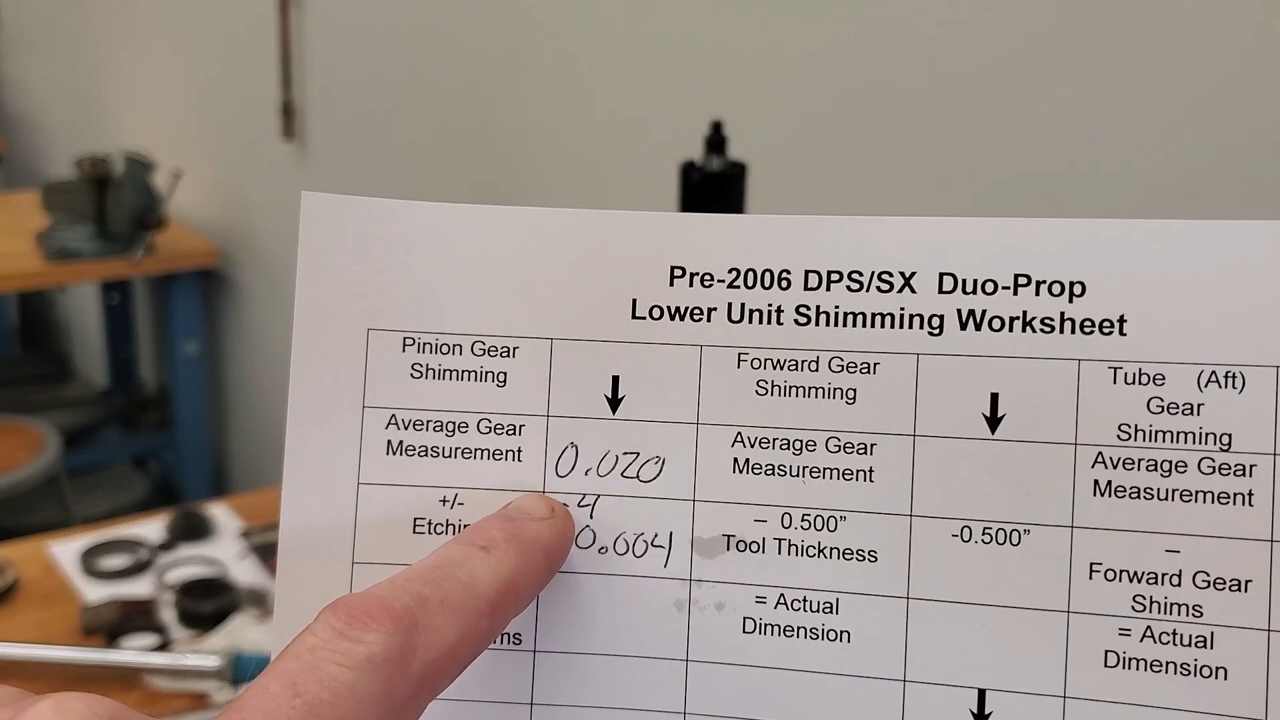 Pre-2006 DPS/SX Duo-Prop
Lower Unit Shimming Worksheet
Pinion Gear
Shimming
Average Gear
Measurement
0.020
+/-
-4
0.004
Forward Gear
Shimming
Average Gear
Measurement
– 0.500”
Tool Thickness
-0.500”
= Actual
Dimension
Tube (Aft)
Gear
Shimming
Average Gear
Measurement
–
Forward Gear
Shims
= Actual
Dimension